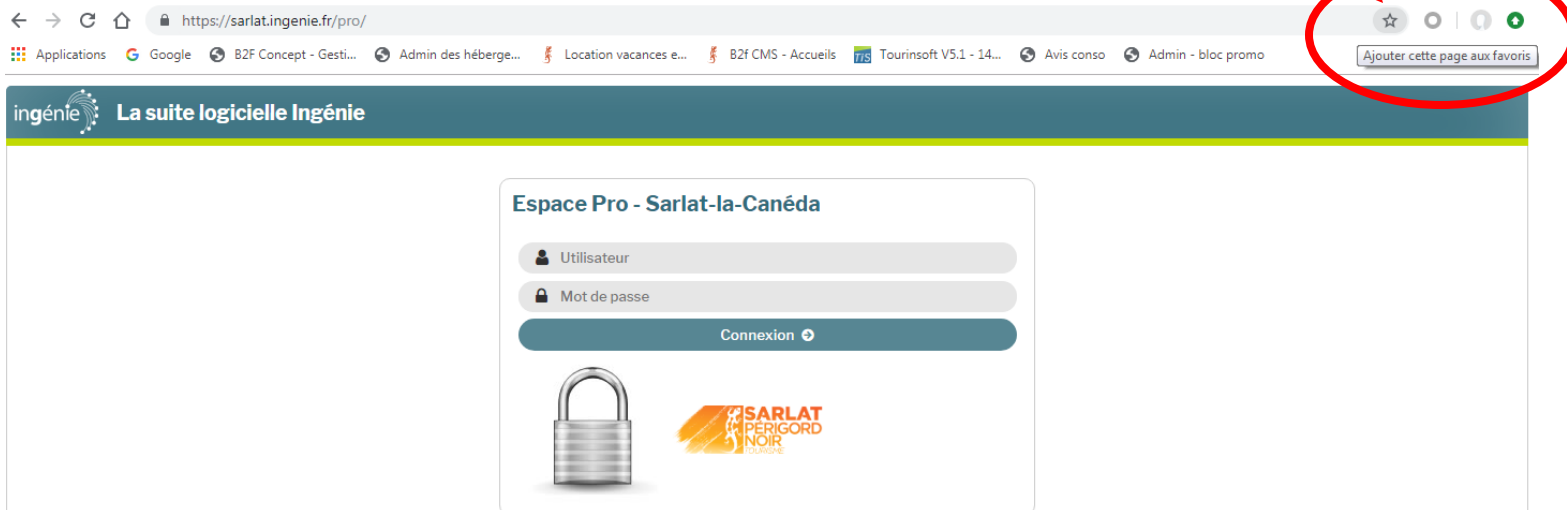 https://sarlat.ingenie.fr/pro/
Applications Google B2F Concept - Gesti... Admin des héberge... Location vacances e... B2f CMS - Accueils TIS Tourinsoft V5.1 - 14... Avis conso Admin - bloc promo
Ajouter cette page aux favoris
ingénie La suite logicielle Ingénie
Espace Pro - Sarlat-la-Canéda
Utilisateur
Mot de passe
Connexion
SARLAT
PÉRIGORD
NOIR
TOURISME